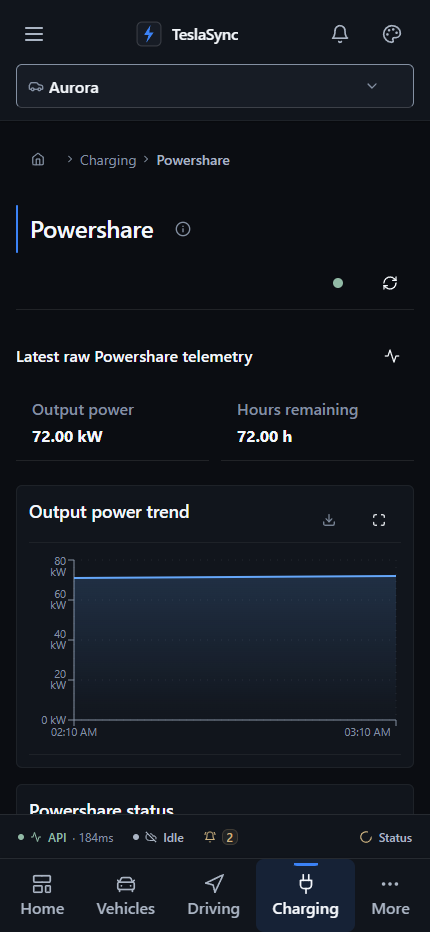 TeslaSync
Aurora
Charging Powershare
Powershare
Latest raw Powershare telemetry
Output power
72.00 kW
Hours remaining
72.00 h
Output power trend
80
kW
60
kW
40
kW
20
kW
0 kW
02:10 AM 03:10 AM
Powershare status
API · 184ms Idle 2 Status
Home Vehicles Driving Charging More